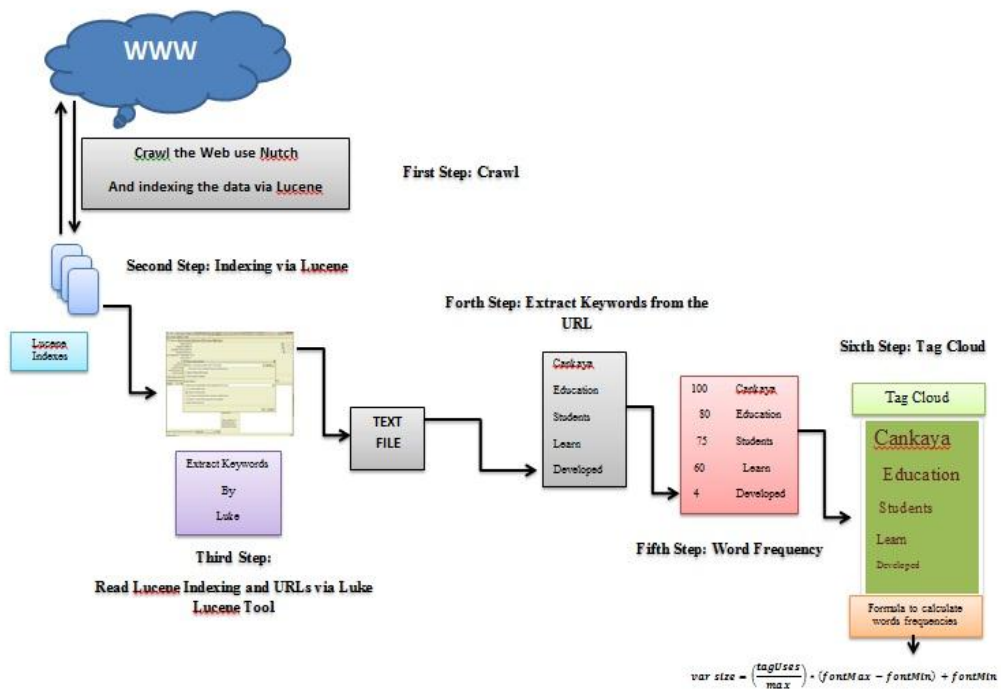 WWW
Crawl the Web use Nutch
And indexing the data via Lucene
First Step: Crawl
Second Step: Indexing via Lucene
Lucene
Indexes
Extract Keywords
By
Luke
Third Step:
Read Lucene Indexing and URLs via Luke
Lucene Tool
TEXT
FILE
Forth Step: Extract Keywords from the
URL
Cankaya
Education
Students
Learn
Developed
100 Cankaya
80 Education
75 Students
60 Learn
4 Developed
Fifth Step: Word Frequency
Sixth Step: Tag Cloud
Tag Cloud
Cankaya
Education
Students
Learn
Developed
Formula to calculate
words frequencies
var size = (tagUses/max) * (fontMax − fontMin) + fontMin